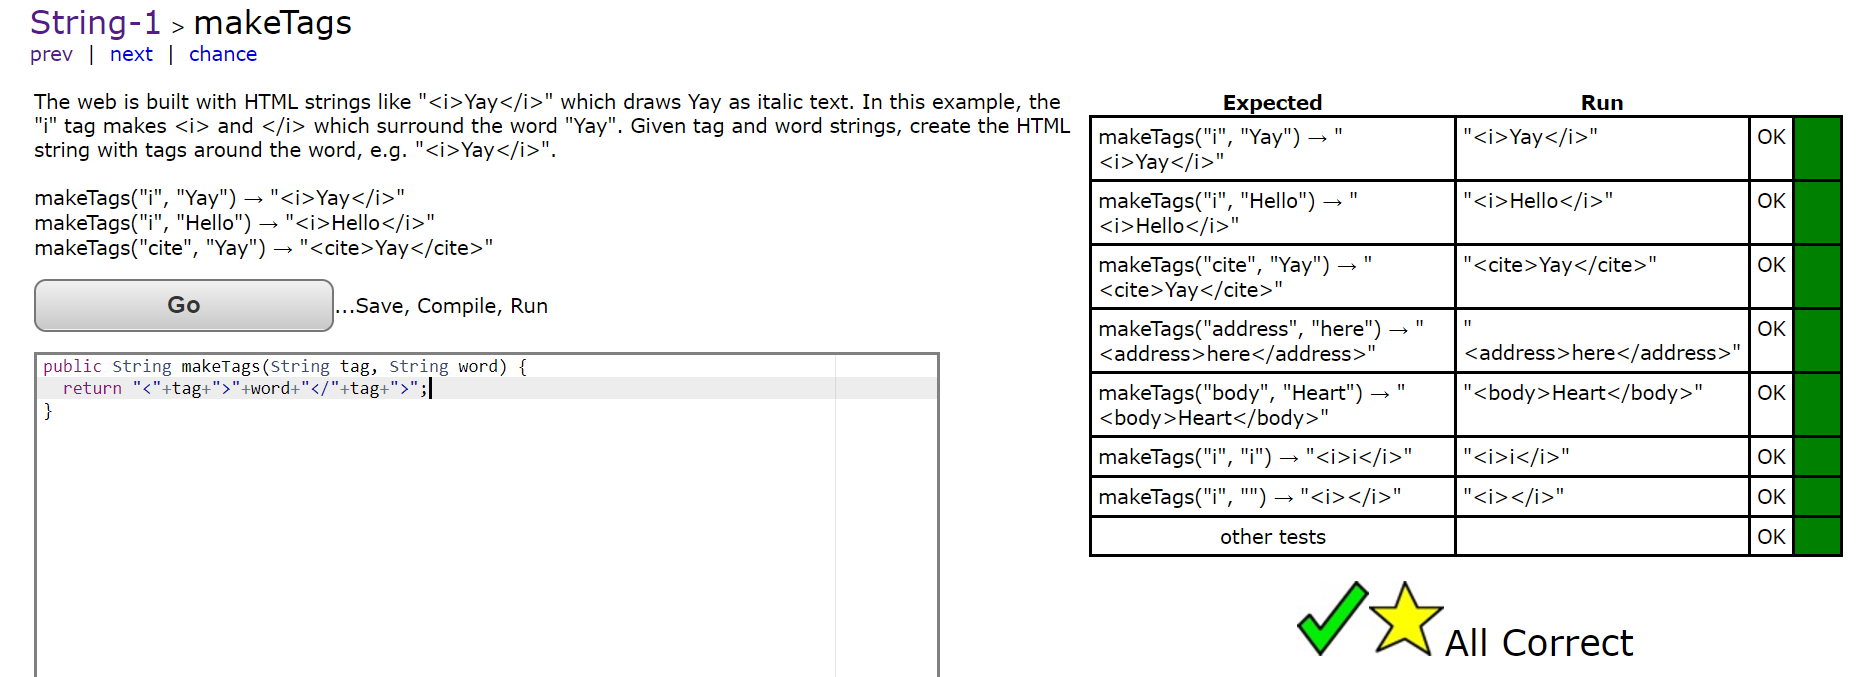 String-1 > makeTags
prev | next | chance
The web is built with HTML strings like "<i>Yay</i>" which draws Yay as italic text. In this example, the
"i" tag makes <i> and </i> which surround the word "Yay". Given tag and word strings, create the HTML
string with tags around the word, e.g. "<i>Yay</i>".
makeTags("i", "Yay") → "<i>Yay</i>"
makeTags("i", "Hello") → "<i>Hello</i>"
makeTags("cite", "Yay") → "<cite>Yay</cite>"
Go ...Save, Compile, Run
public String makeTags(String tag, String word) {
  return "<"+tag+">"+word+"</"+tag+">";
}
Expected Run
makeTags("i", "Yay") → " "<i>Yay</i>" OK
<i>Yay</i>"
makeTags("i", "Hello") → " "<i>Hello</i>" OK
<i>Hello</i>"
makeTags("cite", "Yay") → " "<cite>Yay</cite>" OK
<cite>Yay</cite>"
makeTags("address", "here") → " " OK
<address>here</address>" <address>here</address>"
makeTags("body", "Heart") → " "<body>Heart</body>" OK
<body>Heart</body>"
makeTags("i", "i") → "<i>i</i>" "<i>i</i>" OK
makeTags("i", "") → "<i></i>" "<i></i>" OK
other tests OK
All Correct